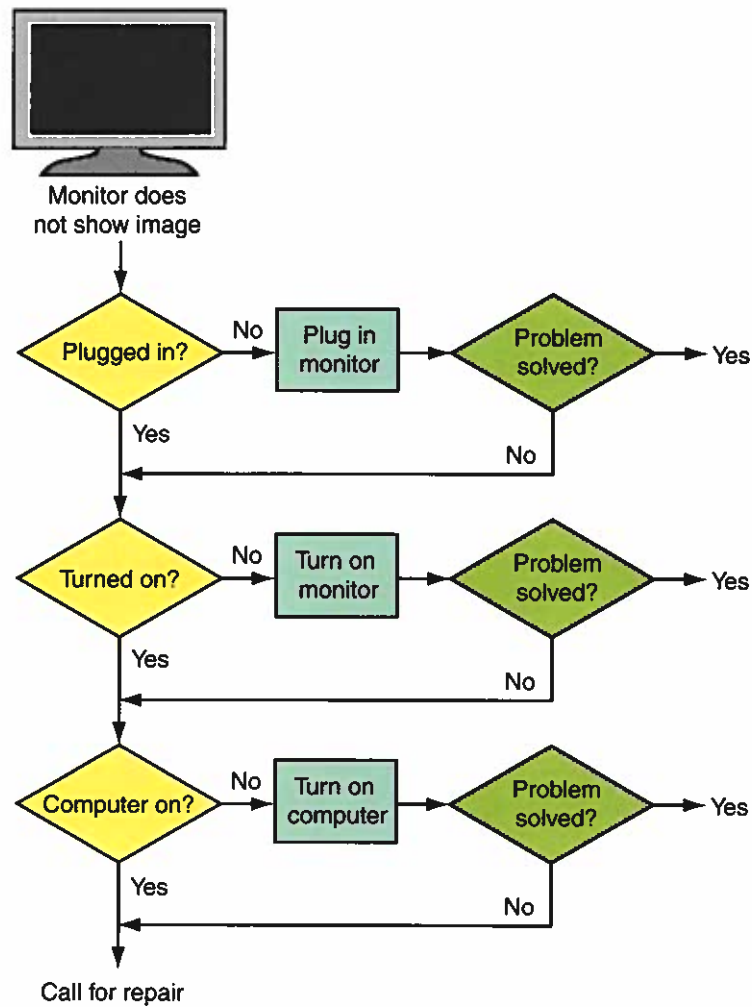 Monitor does
not show image
Plugged in?
No
Plug in
monitor
Problem
solved?
Yes
Yes
No
Turned on?
No
Turn on
monitor
Problem
solved?
Yes
Yes
No
Computer on?
No
Turn on
computer
Problem
solved?
Yes
Yes
No
Call for repair